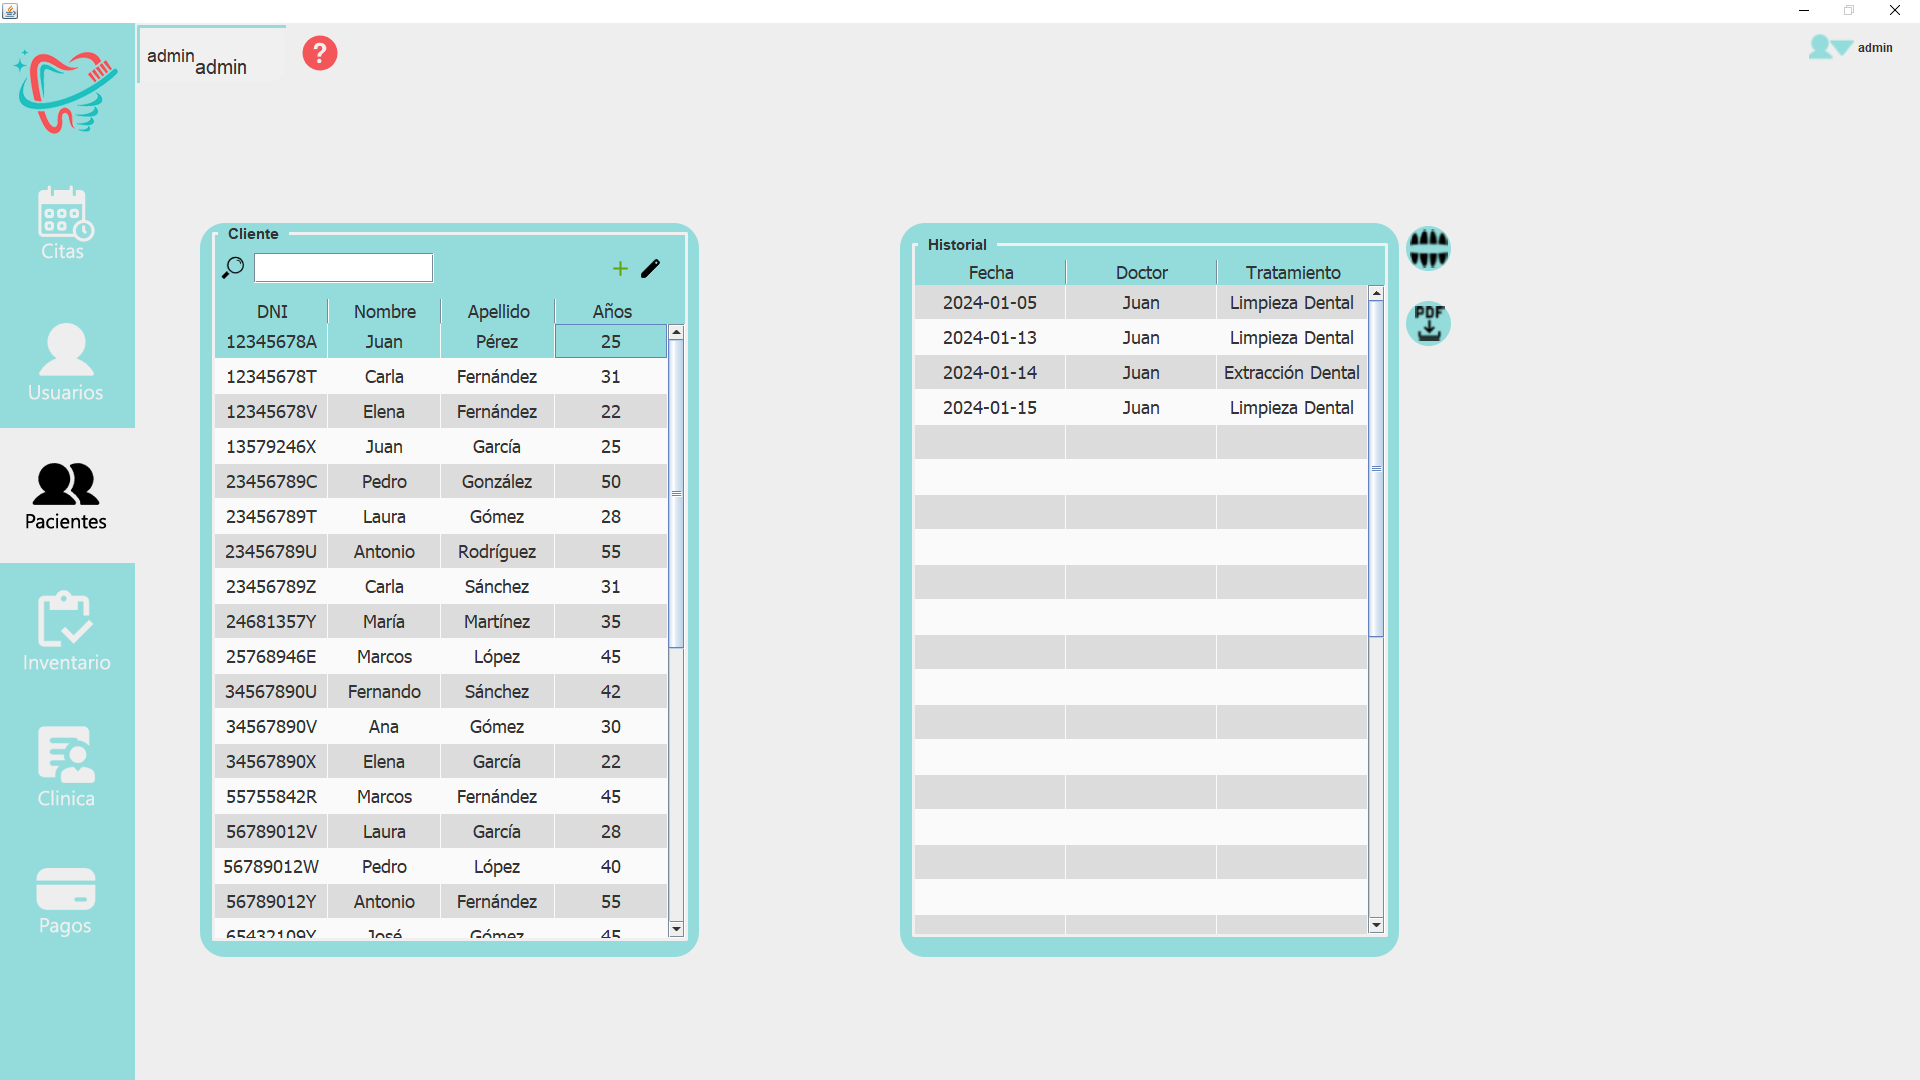 admin
admin
?
admin
Citas
Usuarios
Pacientes
Inventario
Clinica
Pagos
Cliente
DNI Nombre Apellido Años
12345678A Juan Pérez 25
12345678T Carla Fernández 31
12345678V Elena Fernández 22
13579246X Juan García 25
23456789C Pedro González 50
23456789T Laura Gómez 28
23456789U Antonio Rodríguez 55
23456789Z Carla Sánchez 31
24681357Y María Martínez 35
25768946E Marcos López 45
34567890U Fernando Sánchez 42
34567890V Ana Gómez 30
34567890X Elena García 22
55755842R Marcos Fernández 45
56789012V Laura García 28
56789012W Pedro López 40
56789012Y Antonio Fernández 55
65432109Y José Gómez 45
Historial
Fecha Doctor Tratamiento
2024-01-05 Juan Limpieza Dental
2024-01-13 Juan Limpieza Dental
2024-01-14 Juan Extracción Dental
2024-01-15 Juan Limpieza Dental
PDF